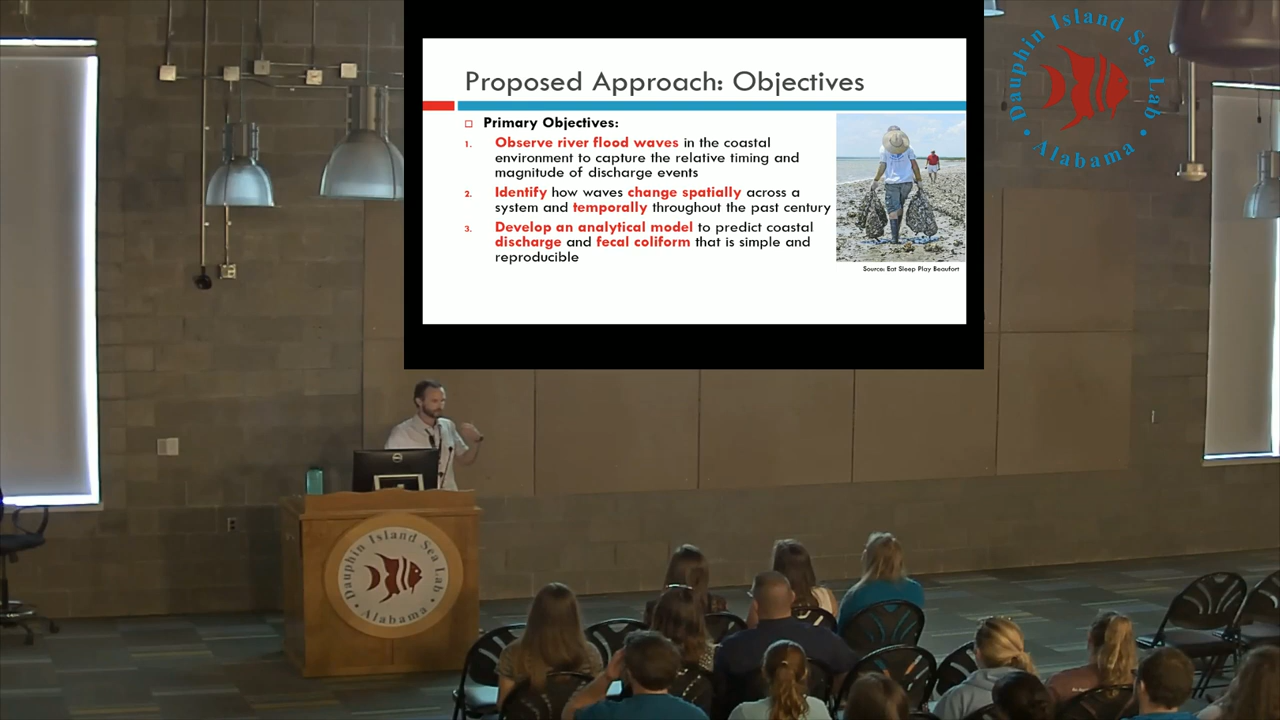 Proposed Approach: Objectives
Primary Objectives:
1. Observe river flood waves in the coastal
environment to capture the relative timing and
magnitude of discharge events
2. Identify how waves change spatially across a
system and temporally throughout the past century
3. Develop an analytical model to predict coastal
discharge and fecal coliform that is simple and
reproducible
Source: Eat Sleep Play Beaufort
Dauphin Island Sea Lab
Alabama
DELL
Dauphin Island Sea Lab
Alabama